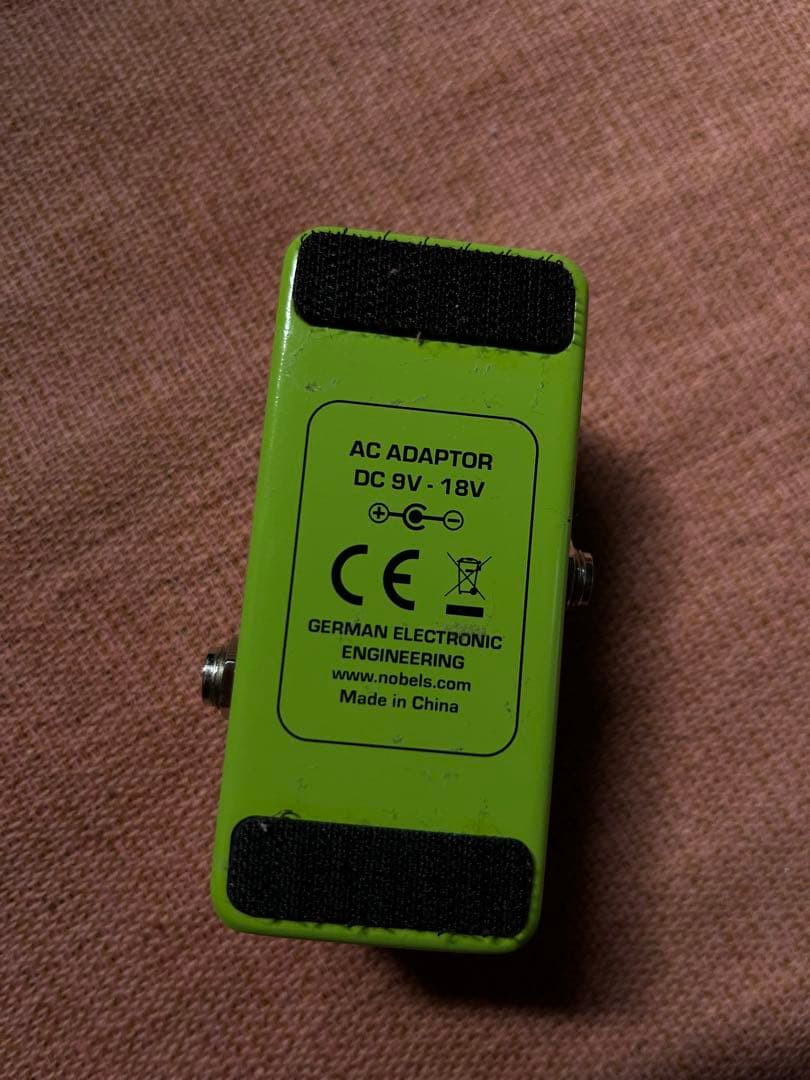 AC ADAPTOR
DC 9V - 18V
+ -
CE
GERMAN ELECTRONIC
ENGINEERING
www.nobels.com
Made in China